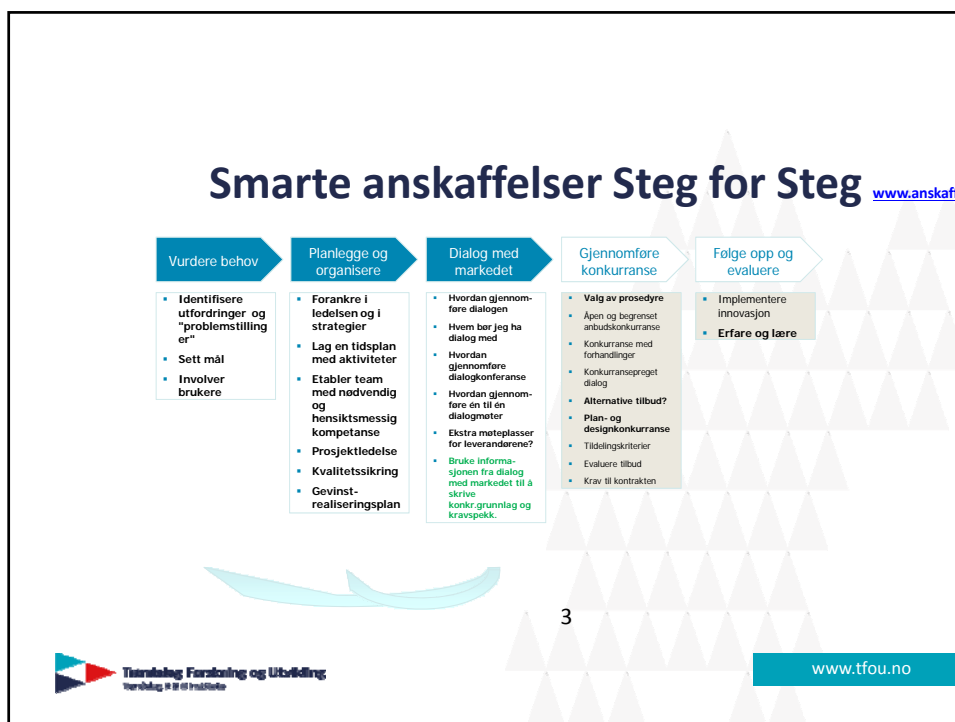 Smarte anskaffelser Steg for Steg www.anskaff
Vurdere behov
Identifisere
utfordringer og
"problemstilling
er"
Sett mål
Involver
brukere
Planlegge og
organisere
Forankre i
ledelsen og i
strategier
Lag en tidsplan
med aktiviteter
Etabler team
med nødvendig
og
hensiktsmessig
kompetanse
Prosjektledelse
Kvalitetssikring
Gevinst-
realiseringsplan
Dialog med
markedet
Hvordan gjennom-
føre dialogen
Hvem bør jeg ha
dialog med
Hvordan
gjennomføre
dialogkonferanse
Hvordan gjennom-
føre én til én
dialogmøter
Ekstra møteplasser
for leverandørene?
Bruke informa-
sjonen fra dialog
med markedet til å
skrive
konkr.grunnlag og
kravspekk.
Gjennomføre
konkurranse
Valg av prosedyre
Åpen og begrenset
anbudskonkurranse
Konkurranse med
forhandlinger
Konkurransepreget
dialog
Alternative tilbud?
Plan- og
designkonkurranse
Tildelingskriterier
Evaluere tilbud
Krav til kontrakten
Følge opp og
evaluere
Implementere
innovasjon
Erfare og lære
3
Trøndelag Forskning og Utvikling
www.tfou.no